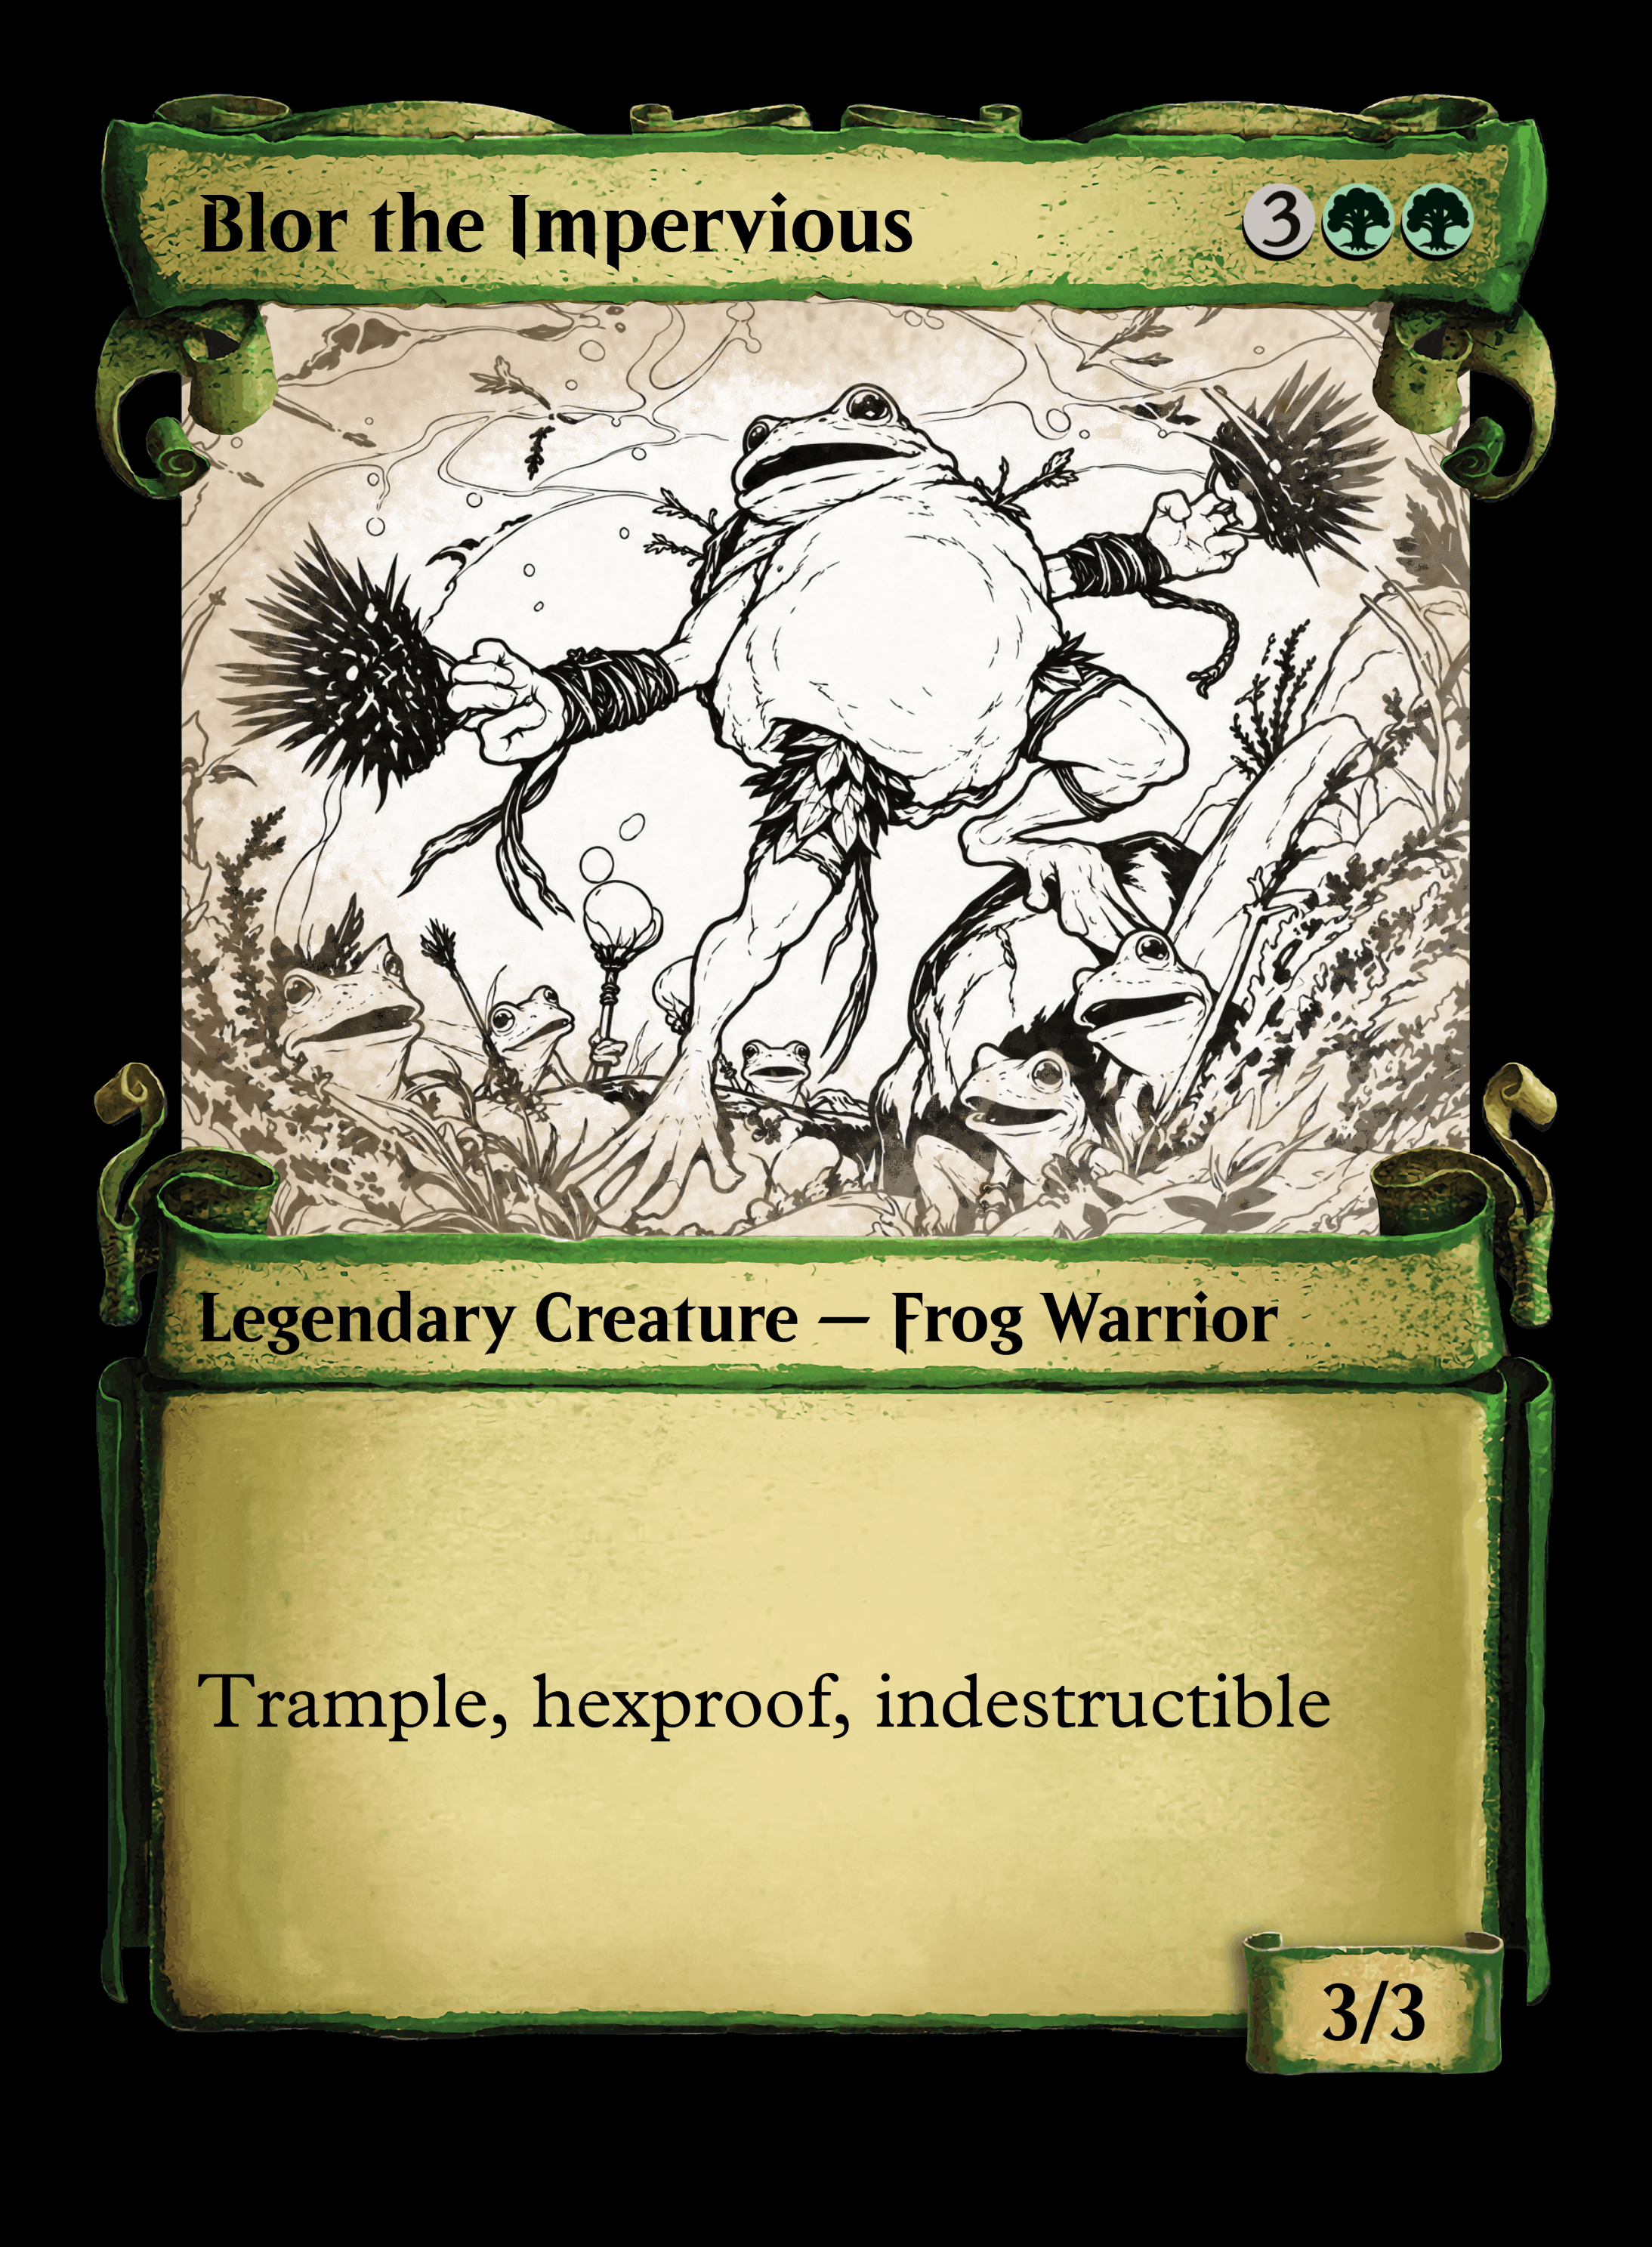 Blor the Impervious 3
Legendary Creature — Frog Warrior
Trample, hexproof, indestructible
3/3